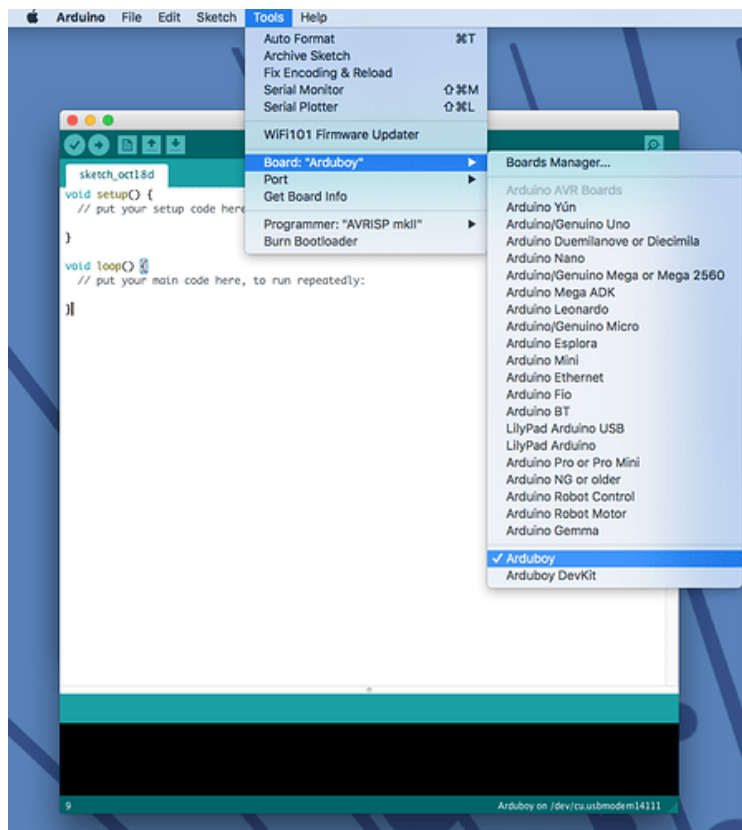 Arduino File Edit Sketch Tools Help
Auto Format ⌘T
Archive Sketch
Fix Encoding & Reload
Serial Monitor ⇧⌘M
Serial Plotter ⇧⌘L
WiFi101 Firmware Updater
Board: "Arduboy"
Port
Get Board Info
Programmer: "AVRISP mkII"
Burn Bootloader
Boards Manager...
Arduino AVR Boards
Arduino Yún
Arduino/Genuino Uno
Arduino Duemilanove or Diecimila
Arduino Nano
Arduino/Genuino Mega or Mega 2560
Arduino Mega ADK
Arduino Leonardo
Arduino/Genuino Micro
Arduino Esplora
Arduino Mini
Arduino Ethernet
Arduino Fio
Arduino BT
LilyPad Arduino USB
LilyPad Arduino
Arduino Pro or Pro Mini
Arduino NG or older
Arduino Robot Control
Arduino Robot Motor
Arduino Gemma
✓ Arduboy
Arduboy DevKit
sketch_oct18d
void setup() {
// put your setup code here
}
void loop() {
// put your main code here, to run repeatedly:
}
9
Arduboy on /dev/cu.usbmodem14111